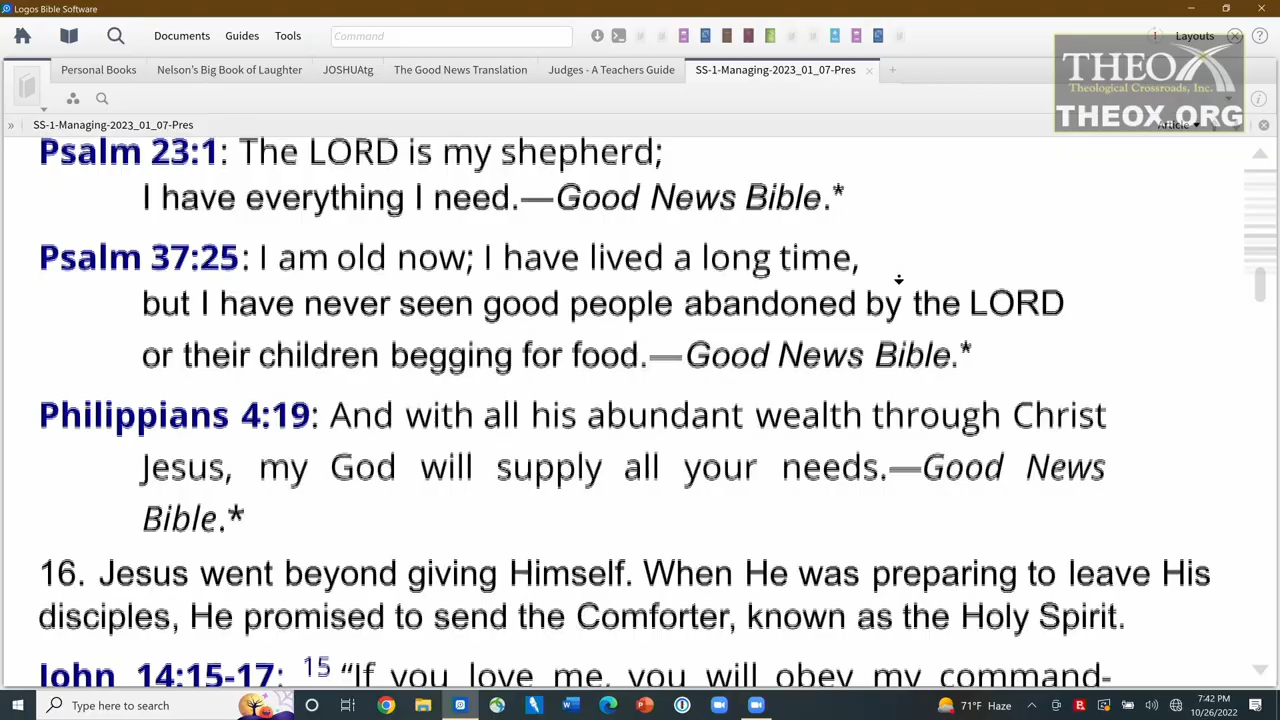 Logos Bible Software
Documents Guides Tools Command Layouts
Personal Books Nelson's Big Book of Laughter JOSHUAtg The Good News Translation Judges - A Teachers Guide SS-1-Managing-2023_01_07-Pres
THEOX
Theological Crossroads, Inc.
THEOX.ORG
SS-1-Managing-2023_01_07-Pres Article
Psalm 23:1: The LORD is my shepherd;
I have everything I need.—Good News Bible.*
Psalm 37:25: I am old now; I have lived a long time,
but I have never seen good people abandoned by the LORD
or their children begging for food.—Good News Bible.*
Philippians 4:19: And with all his abundant wealth through Christ
Jesus, my God will supply all your needs.—Good News
Bible.*
16. Jesus went beyond giving Himself. When He was preparing to leave His
disciples, He promised to send the Comforter, known as the Holy Spirit.
John 14:15-17: 15 “If you love me, you will obey my command-
Type here to search 71°F Haze 7:42 PM
10/26/2022